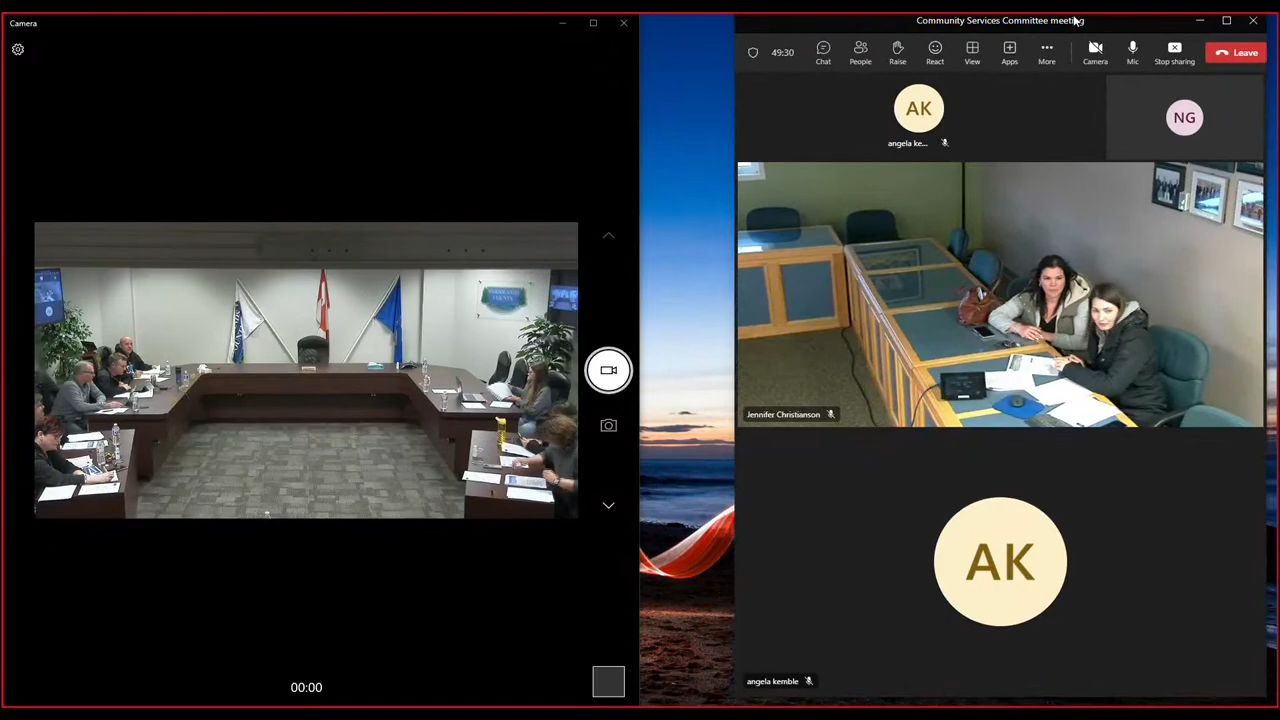 Camera
00:00
Community Services Committee meeting
49:30
Chat
People
Raise
React
View
Apps
More
Camera
Mic
Stop sharing
Leave
AK
angela ke...
NG
Jennifer Christianson
AK
angela kemble